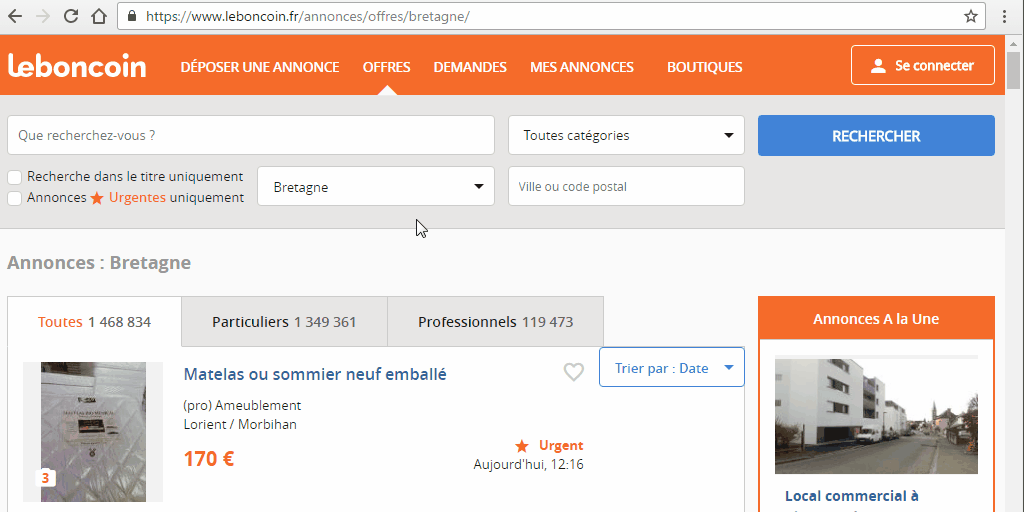 https://www.leboncoin.fr/annonces/offres/bretagne/
leboncoin DÉPOSER UNE ANNONCE OFFRES DEMANDES MES ANNONCES BOUTIQUES Se connecter
Que recherchez-vous ? Toutes catégories RECHERCHER
Recherche dans le titre uniquement
Annonces Urgentes uniquement
Bretagne Ville ou code postal
Annonces : Bretagne
Toutes 1 468 834 Particuliers 1 349 361 Professionnels 119 473
Annonces A la Une
Matelas ou sommier neuf emballé
Trier par : Date
(pro) Ameublement
Lorient / Morbihan
170 €
Urgent
Aujourd'hui, 12:16
3
Local commercial à